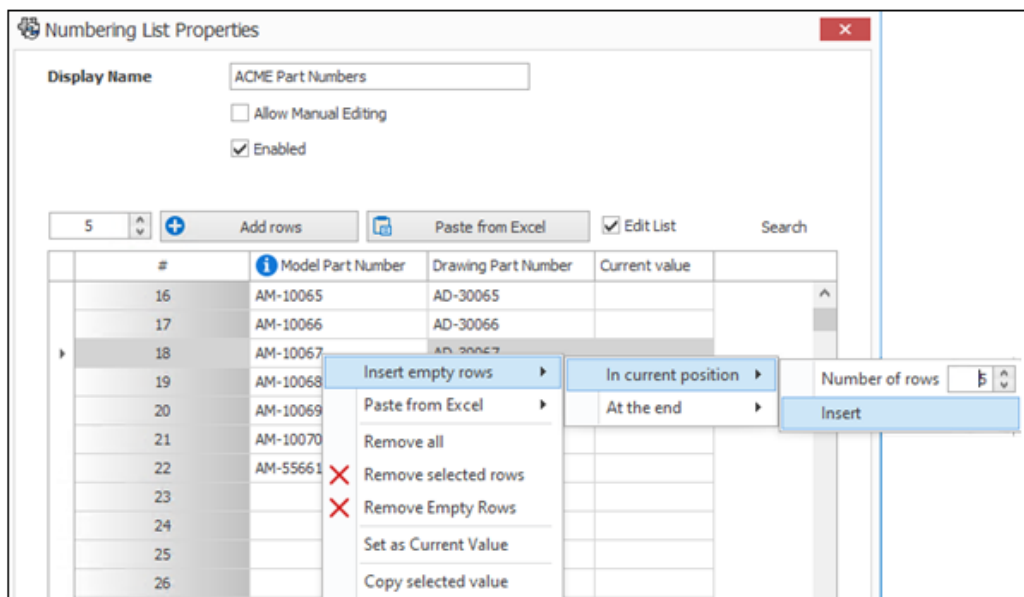 Numbering List Properties
Display Name ACME Part Numbers
Allow Manual Editing
Enabled
5 Add rows Paste from Excel Edit List Search
# Model Part Number Drawing Part Number Current value
16 AM-10065 AD-30065
17 AM-10066 AD-30066
18 AM-10067 AD-30067
Insert empty rows In current position Number of rows 5
19 AM-10068
Paste from Excel At the end Insert
20 AM-10069
21 AM-10070 Remove all
22 AM-55661 Remove selected rows
23 Remove Empty Rows
24
Set as Current Value
25
26 Copy selected value